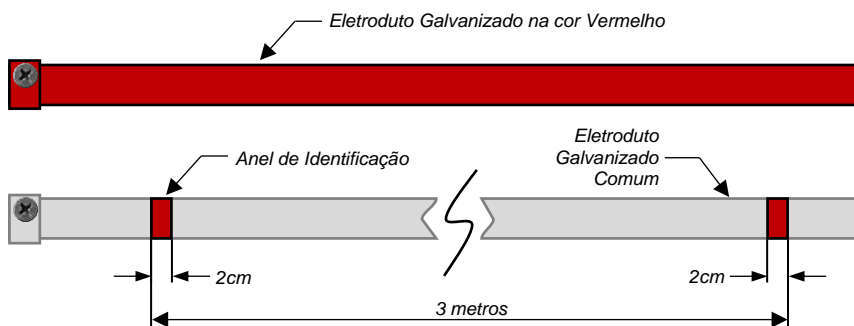 Eletroduto Galvanizado na cor Vermelho
Anel de Identificação
Eletroduto
Galvanizado
Comum
2cm
2cm
3 metros